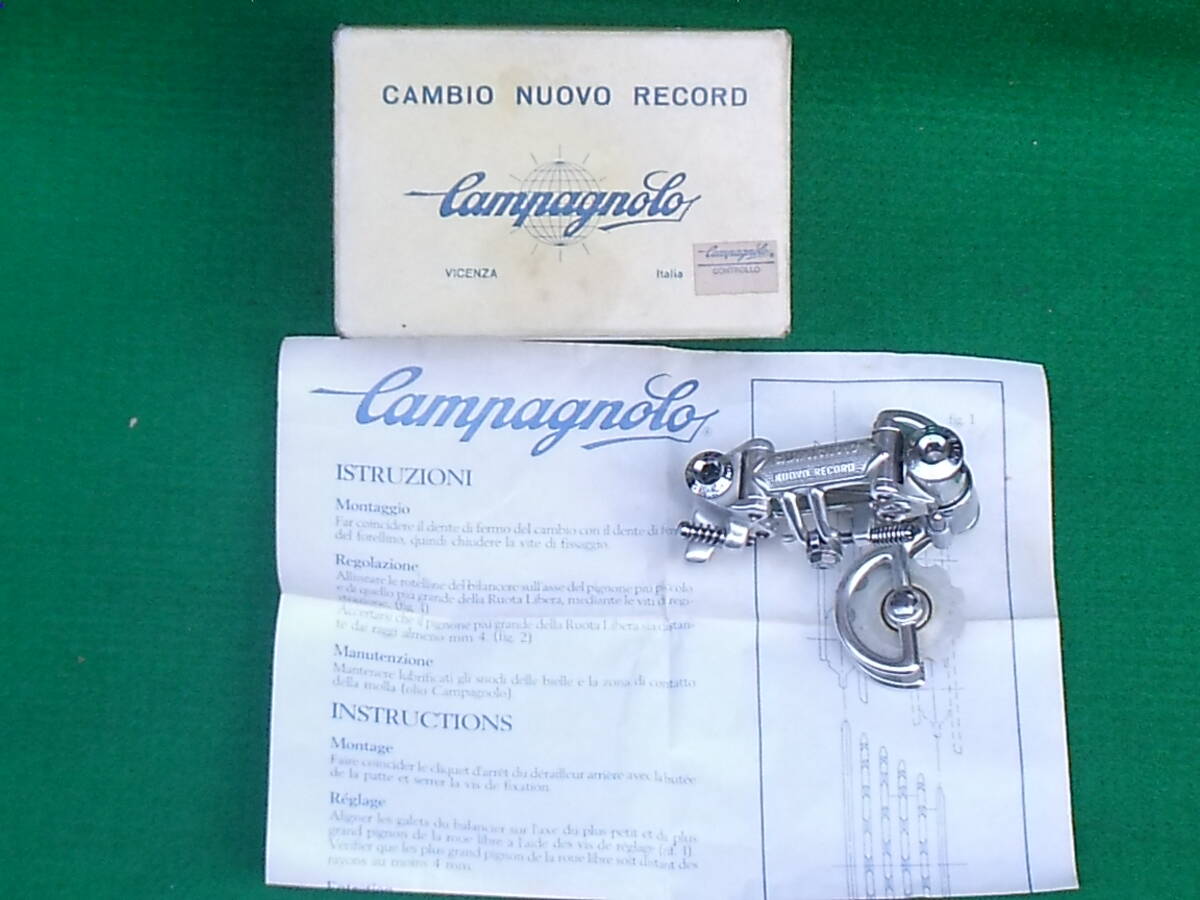 CAMBIO NUOVO RECORD
Campagnolo
VICENZA Italia
Campagnolo
CONTROLLO
Campagnolo
fig. 1
NUOVO RECORD
ISTRUZIONI
Montaggio
Far coincidere il dente di fermo del cambio con il dente di
del forcellino, quindi chiudere la vite di fissaggio.
Regolazione
Allineare le rotelline del bilancere sull'asse del pignone più piccolo
e di quello più grande della Ruota Libera, mediante le viti di regi-
strazione. (fig. 1)
Accertare che il pignone più grande della Ruota Libera sia distan-
te dai raggi almeno mm 4. (fig. 2)
Manutenzione
Mantenere lubrificati gli snodi delle bielle e la zona di contatto
della molla (olio Campagnolo).
INSTRUCTIONS
Montage
Faire coincider le cliquet d'arrêt du dérailleur arrière avec la butée
de la patte et serrer la vis de fixation.
Réglage
Aligner les galets du balancier sur l'axe du plus petit et du plus
grand pignon de la roue libre a l'aide des vis de réglage (rif. 1).
Vérifier que les plus grand pignon de la roue libre soit distant des
rayons au moins 4 mm.